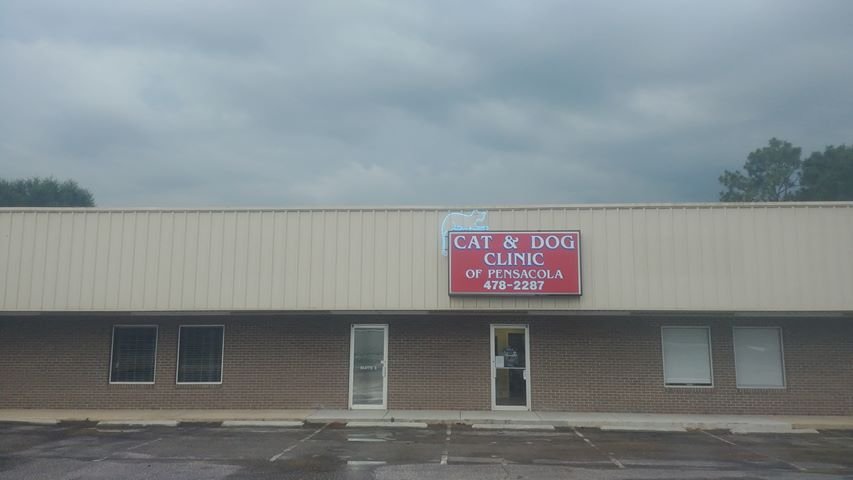 CAT & DOG
CLINIC
OF PENSACOLA
478-2287